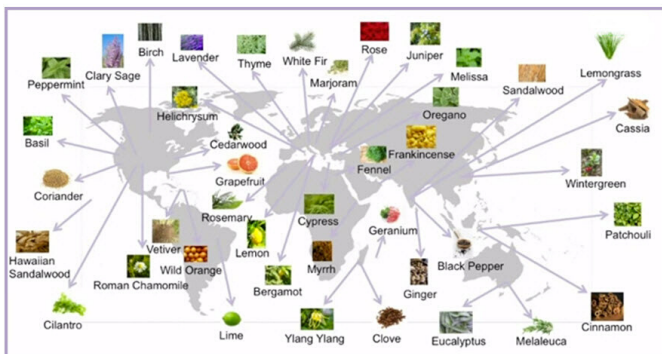 Birch
Lavender
White Fir
Rose
Juniper
Clary Sage
Thyme
Peppermint
Marjoram
Melissa
Sandalwood
Lemongrass
Helichrysum
Oregano
Cassia
Basil
Cedarwood
Fennel
Frankincense
Grapefruit
Wintergreen
Coriander
Rosemary
Cypress
Geranium
Patchouli
Hawaiian
Sandalwood
Vetiver
Wild Orange
Lemon
Myrrh
Black Pepper
Roman Chamomile
Bergamot
Ginger
Cilantro
Lime
Ylang Ylang
Clove
Eucalyptus
Melaleuca
Cinnamon